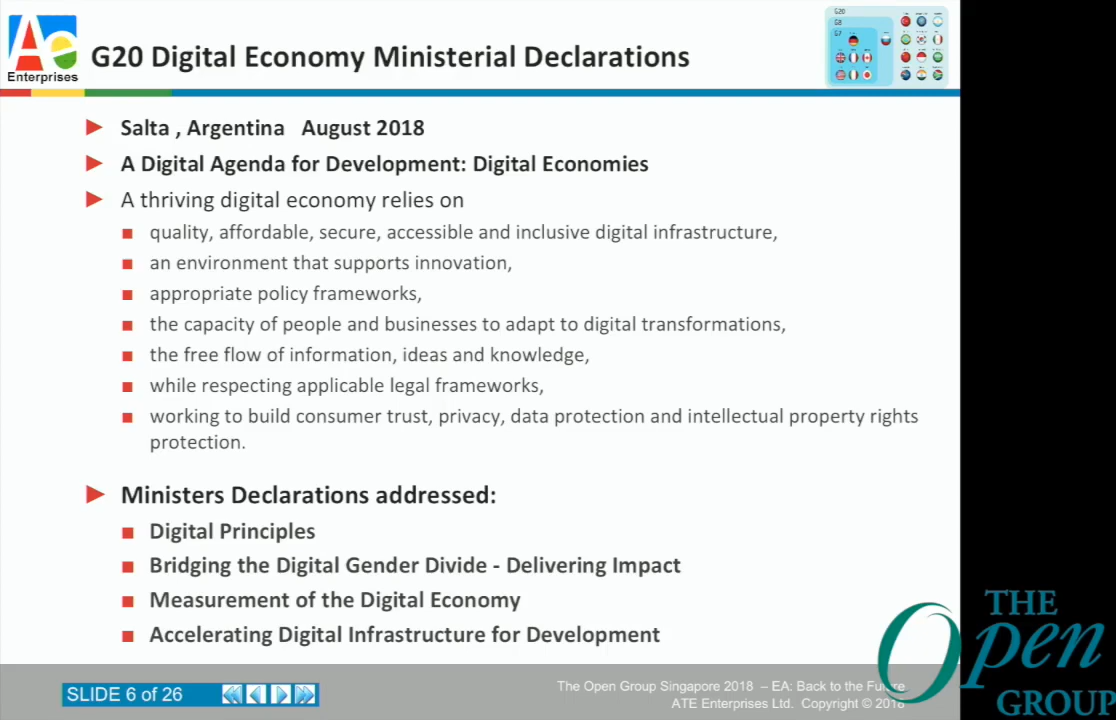 Ae
Enterprises
G20 Digital Economy Ministerial Declarations
G20
G8
G7
Salta , Argentina August 2018
A Digital Agenda for Development: Digital Economies
A thriving digital economy relies on
quality, affordable, secure, accessible and inclusive digital infrastructure,
an environment that supports innovation,
appropriate policy frameworks,
the capacity of people and businesses to adapt to digital transformations,
the free flow of information, ideas and knowledge,
while respecting applicable legal frameworks,
working to build consumer trust, privacy, data protection and intellectual property rights
protection.
Ministers Declarations addressed:
Digital Principles
Bridging the Digital Gender Divide - Delivering Impact
Measurement of the Digital Economy
Accelerating Digital Infrastructure for Development
SLIDE 6 of 26
The Open Group Singapore 2018 – EA: Back to the Future
ATE Enterprises Ltd. Copyright © 2018
THE
Open
GROUP